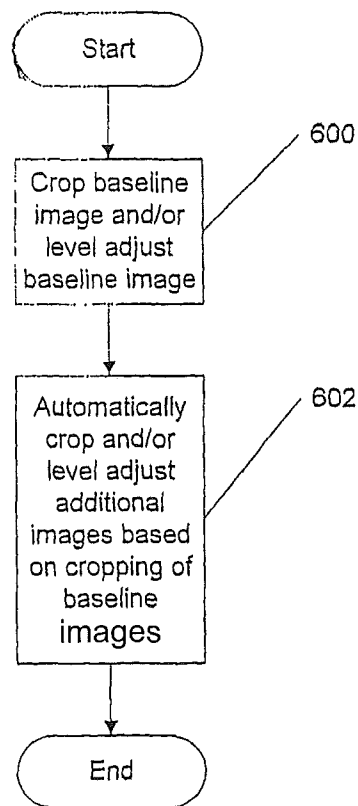 Start
600
Crop baseline
image and/or
level adjust
baseline image
602
Automatically
crop and/or
level adjust
additional
images based
on cropping of
baseline
images
End